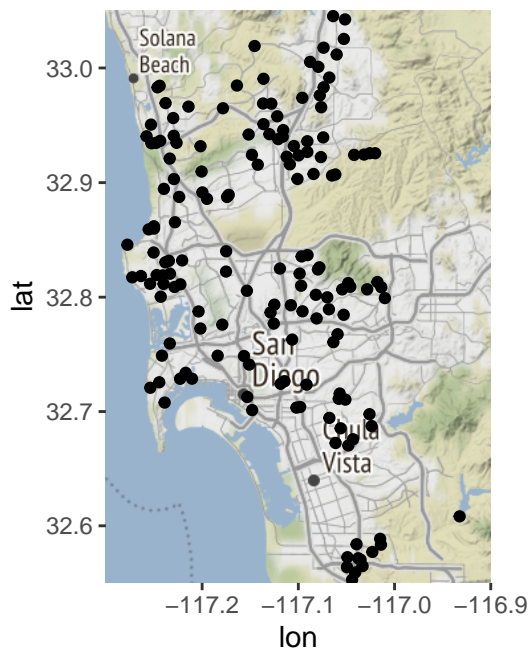 Solana
Beach
33.0
32.9
32.8
32.7
32.6
lat
San
Diego
Chula
Vista
−117.2
−117.1
−117.0
−116.9
lon